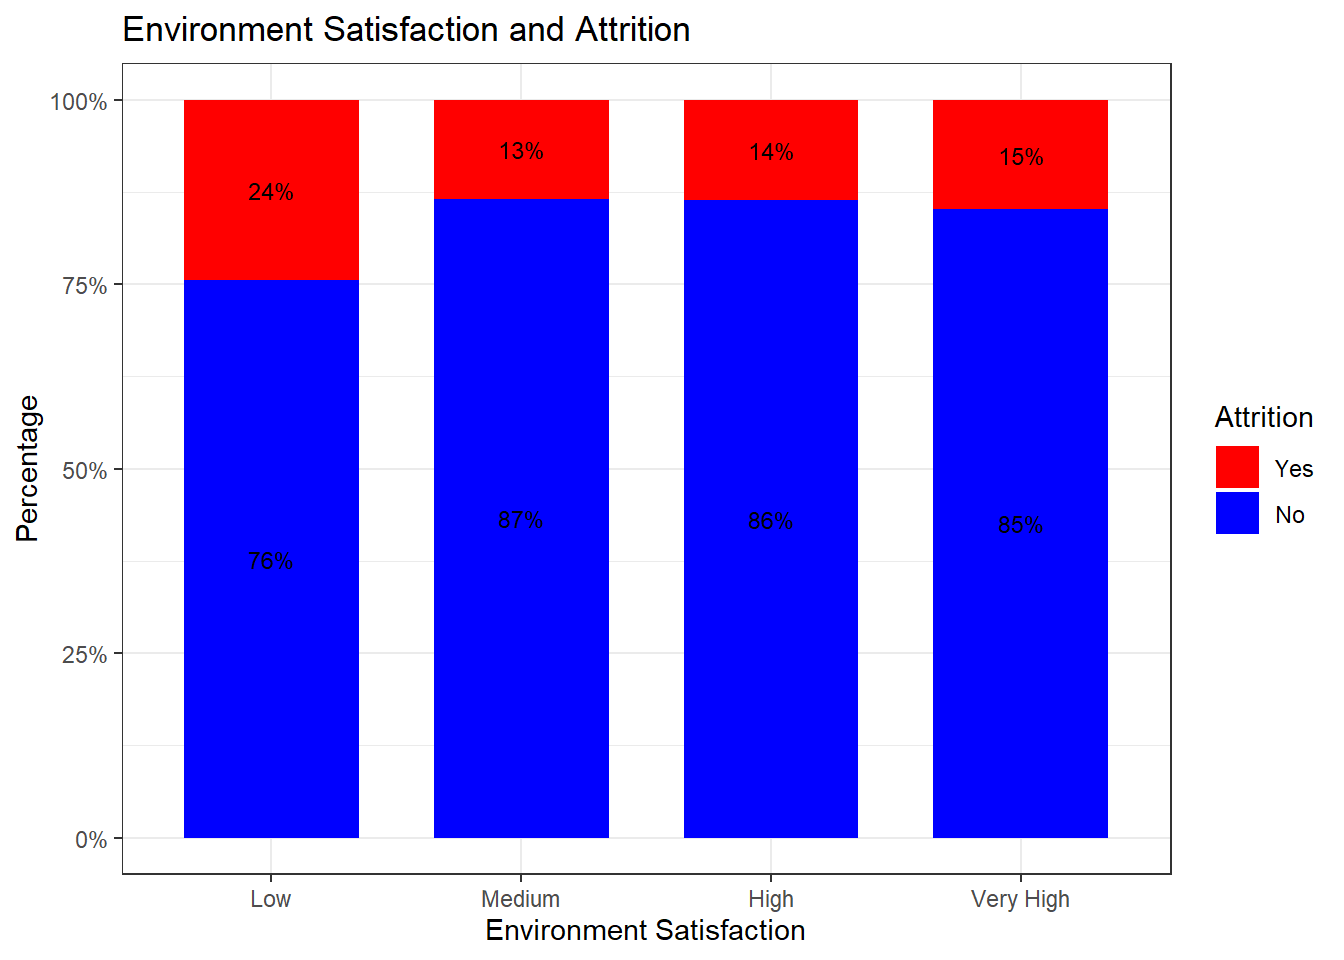 Environment Satisfaction and Attrition
Percentage
100%
75%
50%
25%
0%
24%
13%
14%
15%
76%
87%
86%
85%
Low
Medium
High
Very High
Environment Satisfaction
Attrition
Yes
No